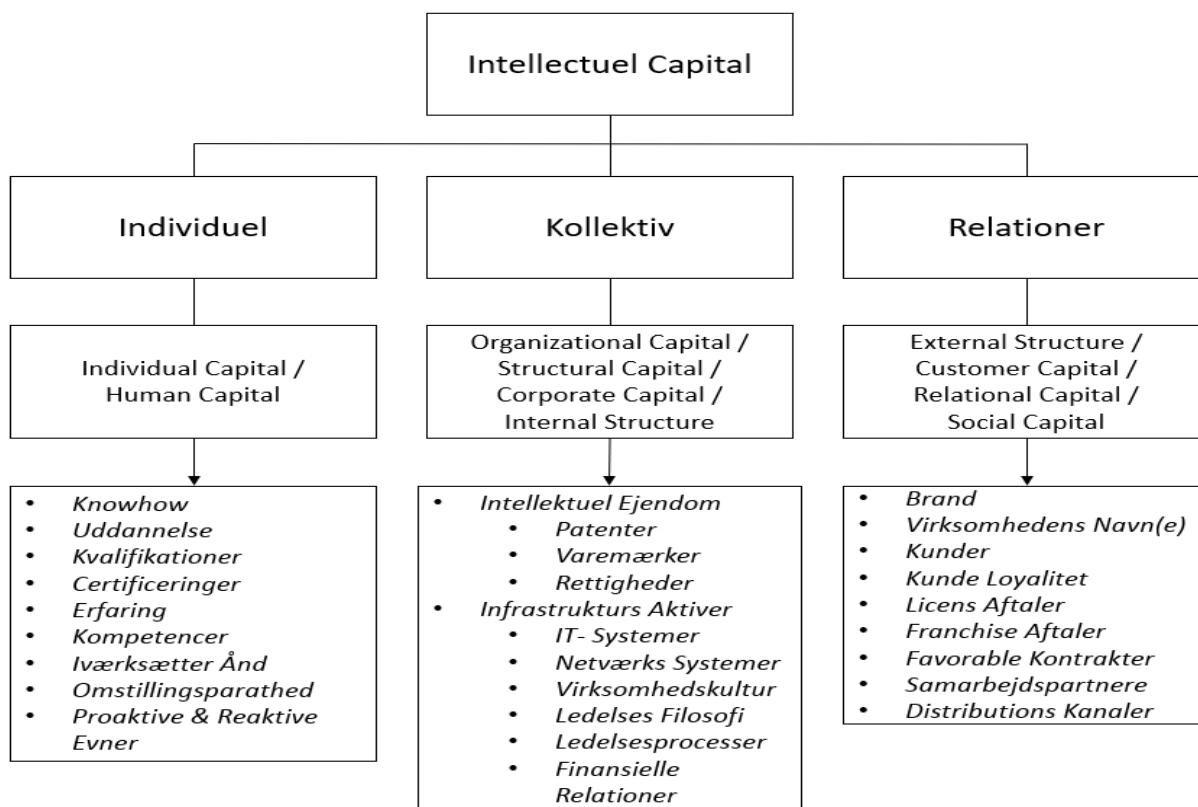 Intellectuel Capital
Individuel
Kollektiv
Relationer
Individual Capital /
Human Capital
Organizational Capital /
Structural Capital /
Corporate Capital /
Internal Structure
External Structure /
Customer Capital /
Relational Capital /
Social Capital
• Knowhow
• Uddannelse
• Kvalifikationer
• Certificeringer
• Erfaring
• Kompetencer
• Iværksætter Ånd
• Omstillingsparathed
• Proaktive & Reaktive
Evner
• Intellektuel Ejendom
• Patenter
• Varemærker
• Rettigheder
• Infrastrukturs Aktiver
• IT- Systemer
• Netværks Systemer
• Virksomhedskultur
• Ledelses Filosofi
• Ledelsesprocesser
• Finansielle
Relationer
• Brand
• Virksomhedens Navn(e)
• Kunder
• Kunde Loyalitet
• Licens Aftaler
• Franchise Aftaler
• Favorable Kontrakter
• Samarbejdspartnere
• Distributions Kanaler